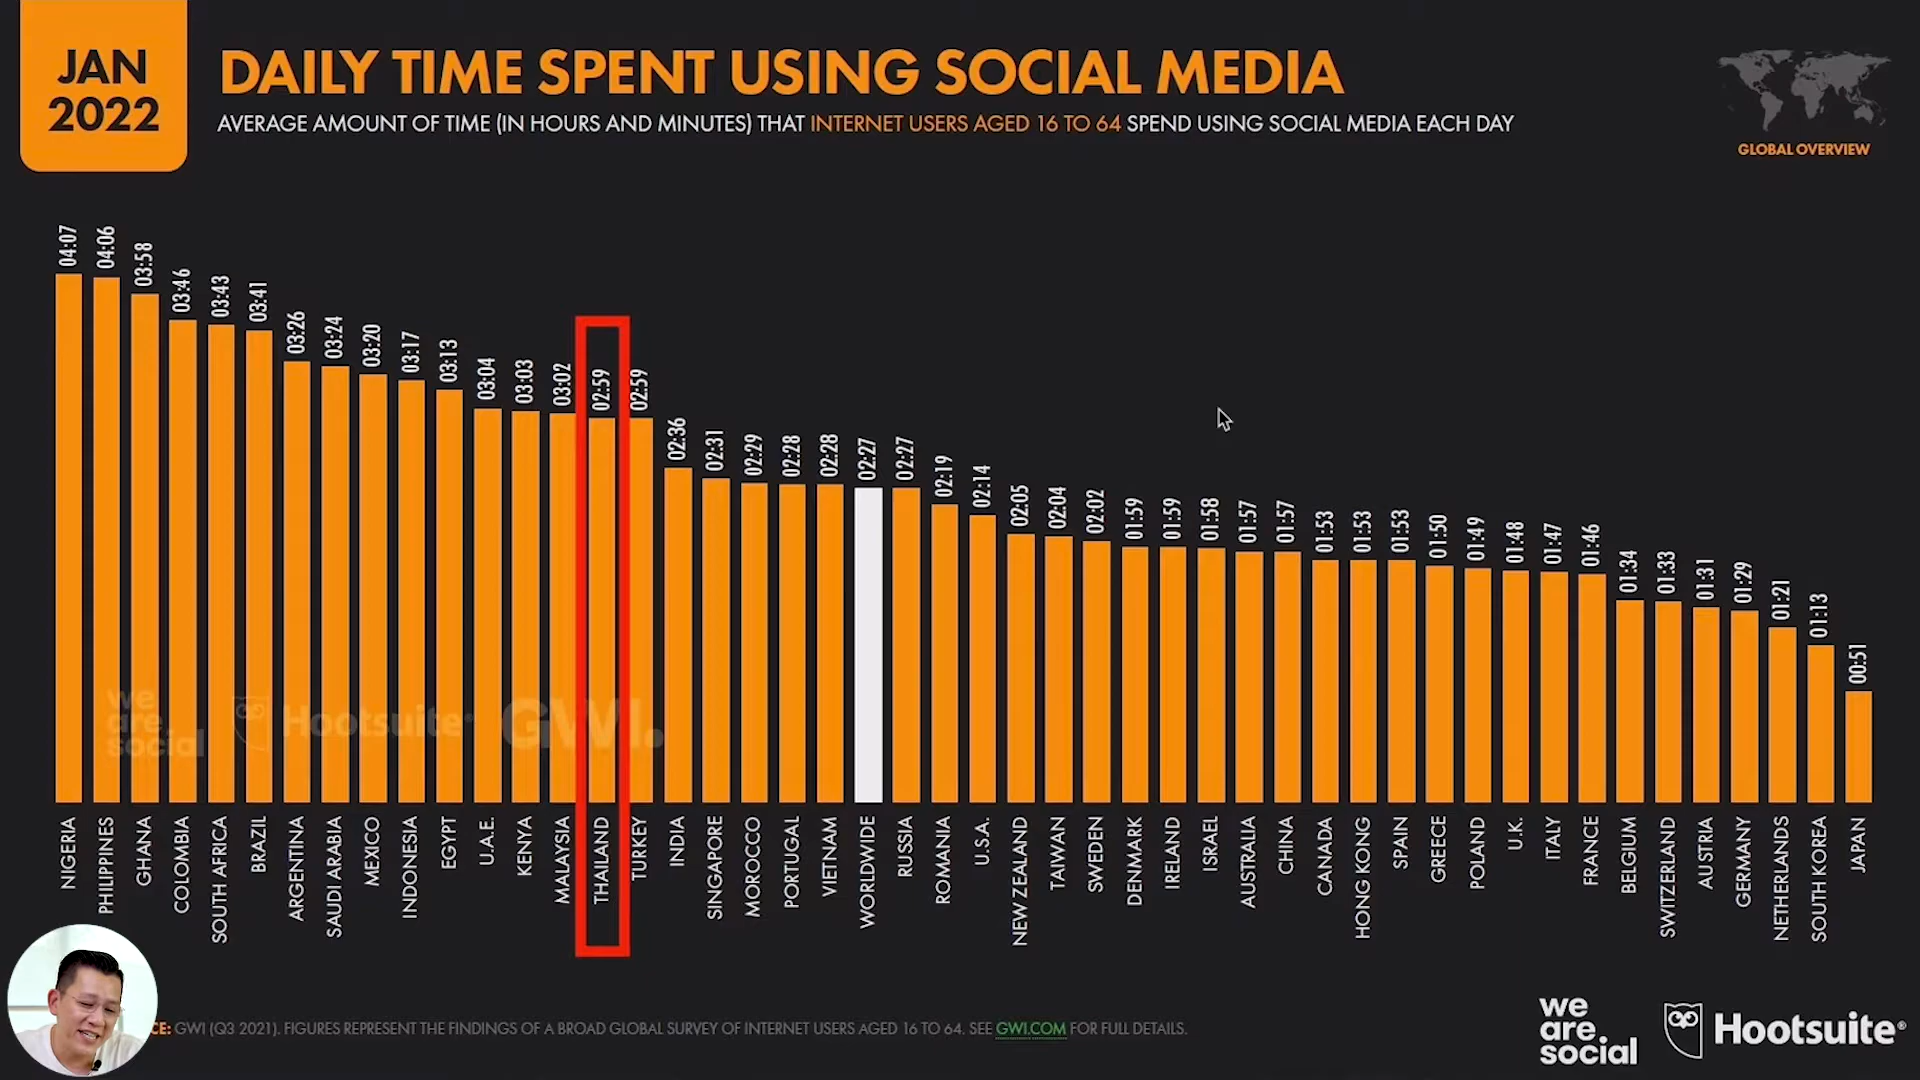 JAN
2022
DAILY TIME SPENT USING SOCIAL MEDIA
AVERAGE AMOUNT OF TIME (IN HOURS AND MINUTES) THAT INTERNET USERS AGED 16 TO 64 SPEND USING SOCIAL MEDIA EACH DAY
GLOBAL OVERVIEW
04:07
04:06
03:58
03:46
03:43
03:41
03:26
03:24
03:20
03:17
03:13
03:04
03:03
03:02
02:59
02:59
02:36
02:31
02:29
02:28
02:28
02:27
02:27
02:19
02:14
02:05
02:04
02:02
01:59
01:59
01:58
01:57
01:57
01:53
01:53
01:53
01:50
01:49
01:48
01:47
01:46
01:34
01:33
01:31
01:29
01:21
01:13
00:51
we
are
social
Hootsuite®
GWI.
NIGERIA
PHILIPPINES
GHANA
COLOMBIA
SOUTH AFRICA
BRAZIL
ARGENTINA
SAUDI ARABIA
MEXICO
INDONESIA
EGYPT
U.A.E.
KENYA
MALAYSIA
THAILAND
TURKEY
INDIA
SINGAPORE
MOROCCO
PORTUGAL
VIETNAM
WORLDWIDE
RUSSIA
ROMANIA
U.S.A.
NEW ZEALAND
TAIWAN
SWEDEN
DENMARK
IRELAND
ISRAEL
AUSTRALIA
CHINA
CANADA
HONG KONG
SPAIN
GREECE
POLAND
U.K.
ITALY
FRANCE
BELGIUM
SWITZERLAND
AUSTRIA
GERMANY
NETHERLANDS
SOUTH KOREA
JAPAN
CE: GWI (Q3 2021). FIGURES REPRESENT THE FINDINGS OF A BROAD GLOBAL SURVEY OF INTERNET USERS AGED 16 TO 64. SEE GWI.COM FOR FULL DETAILS.
we
are
social
Hootsuite®